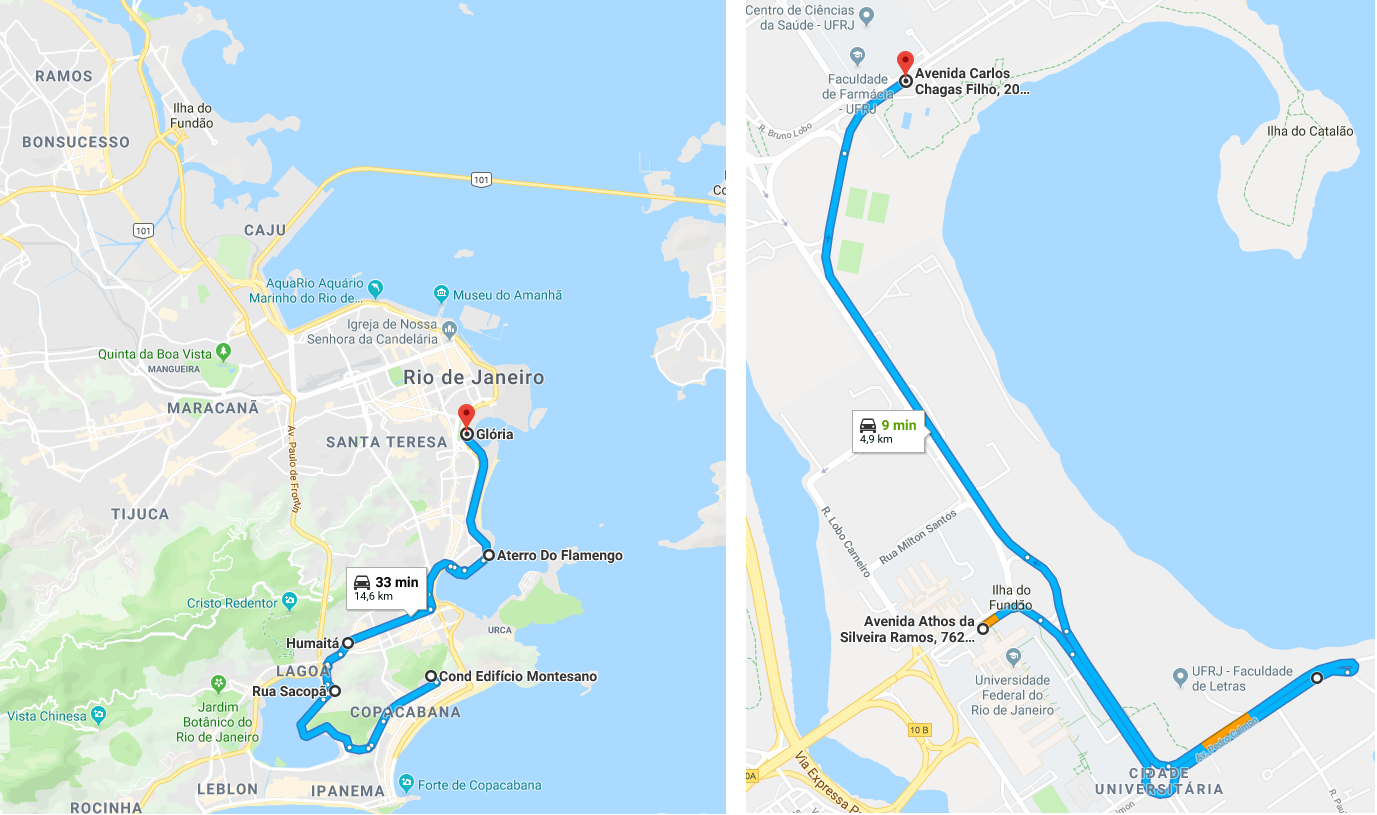 RAMOS
Ilha do
Fundão
BONSUCESSO
101
101
CAJU
AquaRio Aquário
Marinho do Rio de...
Museu do Amanhã
Igreja de Nossa
Senhora da Candelária
Quinta da Boa Vista
MANGUEIRA
Rio de Janeiro
MARACANÃ
SANTA TERESA
Glória
Av. Paulo de Frontin
TIJUCA
Aterro Do Flamengo
33 min
14,6 km
Cristo Redentor
URCA
Humaitá
LAGOA
Cond Edifício Montesano
Rua Sacopã
Jardim
Botânico do
Rio de Janeiro
Vista Chinesa
COPACABANA
Forte de Copacabana
LEBLON
IPANEMA
ROCINHA
Centro de Ciências
da Saúde - UFRJ
Faculdade
de Farmácia
- UFRJ
Avenida Carlos
Chagas Filho, 20...
R. Bruno Lobo
Ilha do Catalão
9 min
4,9 km
R. Lobo Carneiro
Rua Milton Santos
Ilha do
Fundão
Avenida Athos da
Silveira Ramos, 762...
Universidade
Federal do
Rio de Janeiro
UFRJ - Faculdade
de Letras
10 B
Av. Pedro Calmon
Via Expressa P
CIDADE
UNIVERSITÁRIA